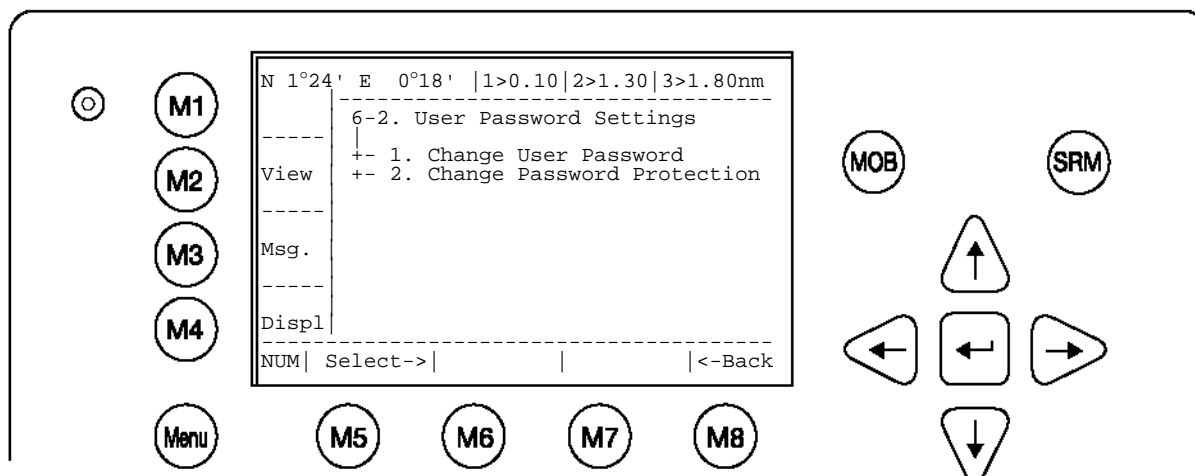 N 1°24' E 0°18' |1>0.10|2>1.30|3>1.80nm
M1
6-2. User Password Settings
+- 1. Change User Password
MOB
SRM
M2
View
+- 2. Change Password Protection
M3
Msg.
M4
Displ
NUM| Select->| | |<-Back
Menu
M5
M6
M7
M8